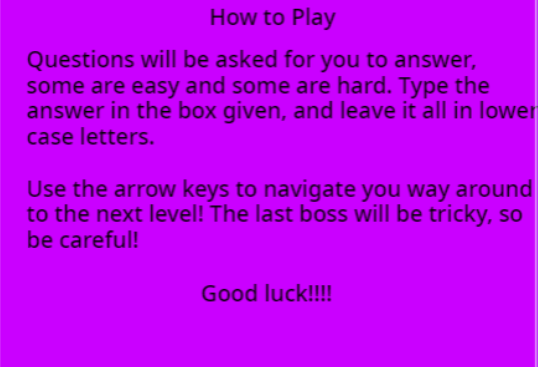 How to Play
Questions will be asked for you to answer,
some are easy and some are hard. Type the
answer in the box given, and leave it all in lower
case letters.
Use the arrow keys to navigate you way around
to the next level! The last boss will be tricky, so
be careful!
Good luck!!!!